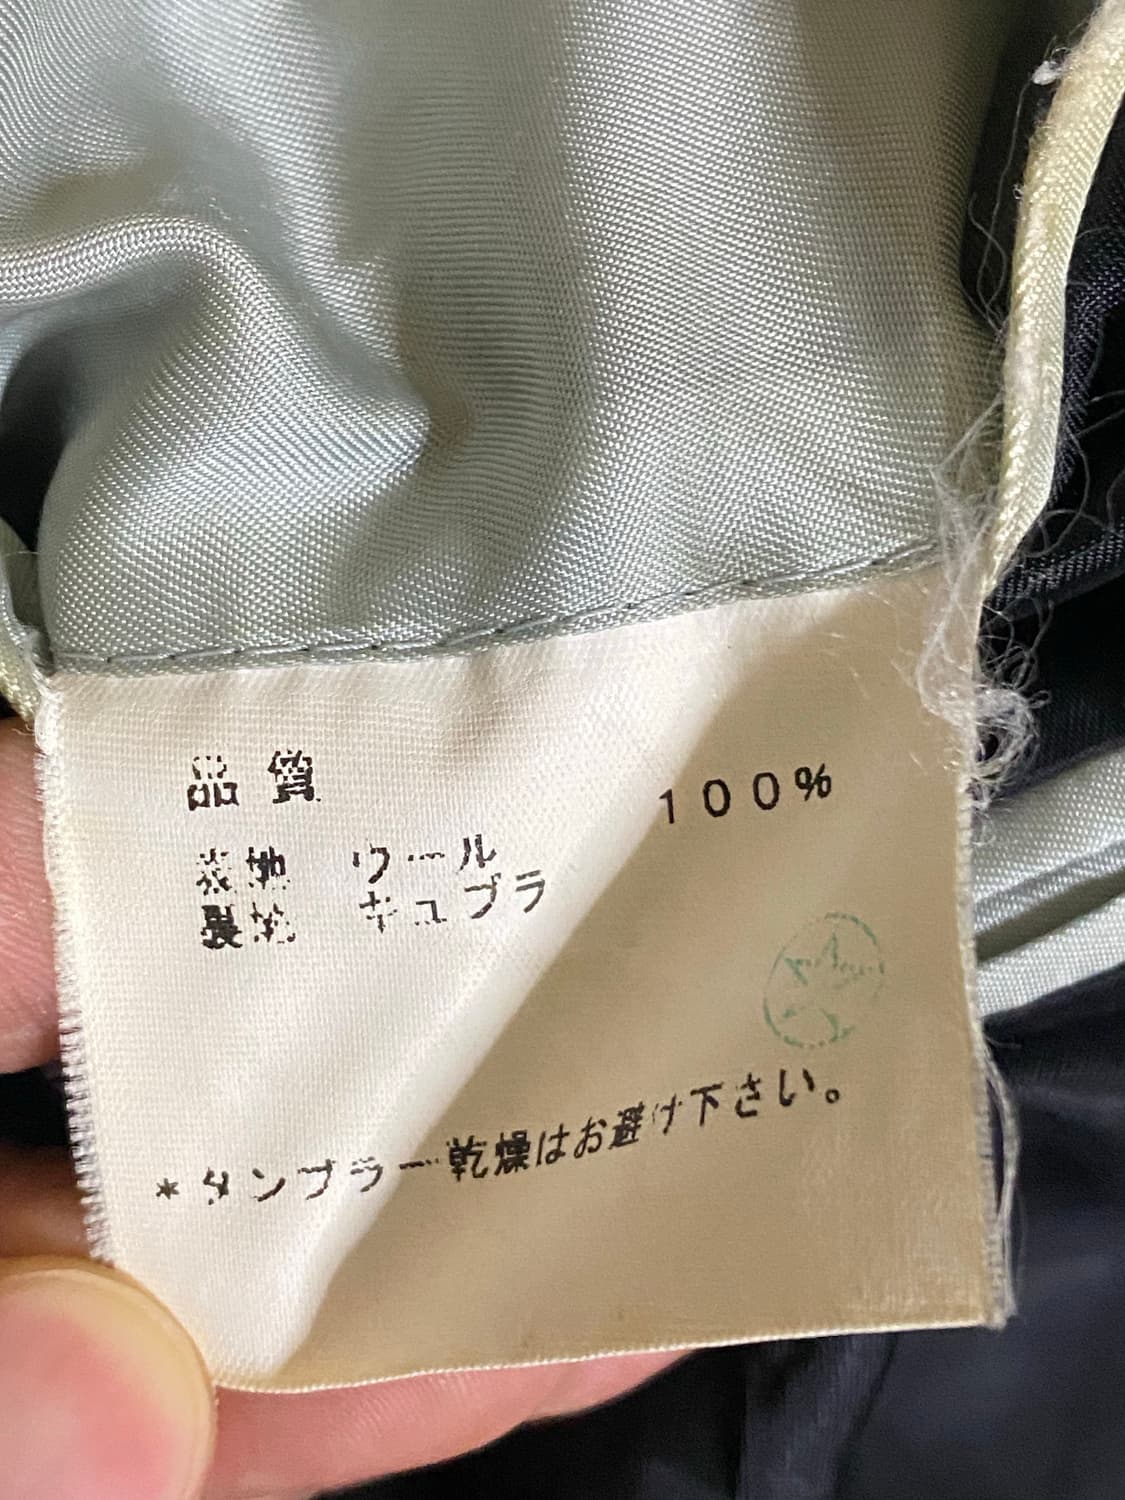 品質
表地 ウール 100%
裏地 キュプラ
*タンブラー乾燥はお避け下さい。